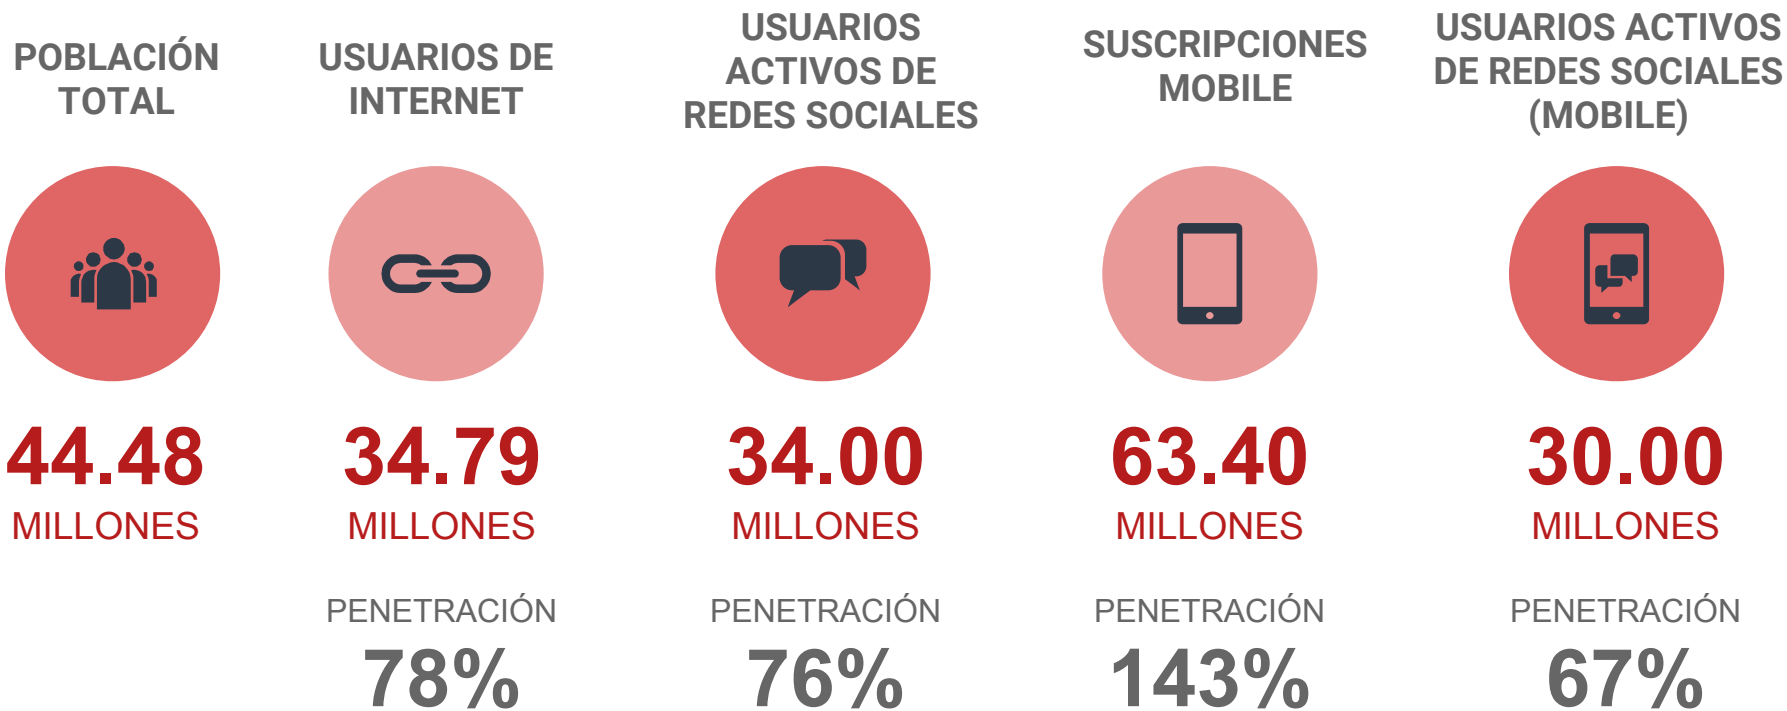 POBLACIÓN
TOTAL
USUARIOS DE
INTERNET
USUARIOS
ACTIVOS DE
REDES SOCIALES
SUSCRIPCIONES
MOBILE
USUARIOS ACTIVOS
DE REDES SOCIALES
(MOBILE)
44.48
MILLONES
34.79
MILLONES
PENETRACIÓN
78%
34.00
MILLONES
PENETRACIÓN
76%
63.40
MILLONES
PENETRACIÓN
143%
30.00
MILLONES
PENETRACIÓN
67%